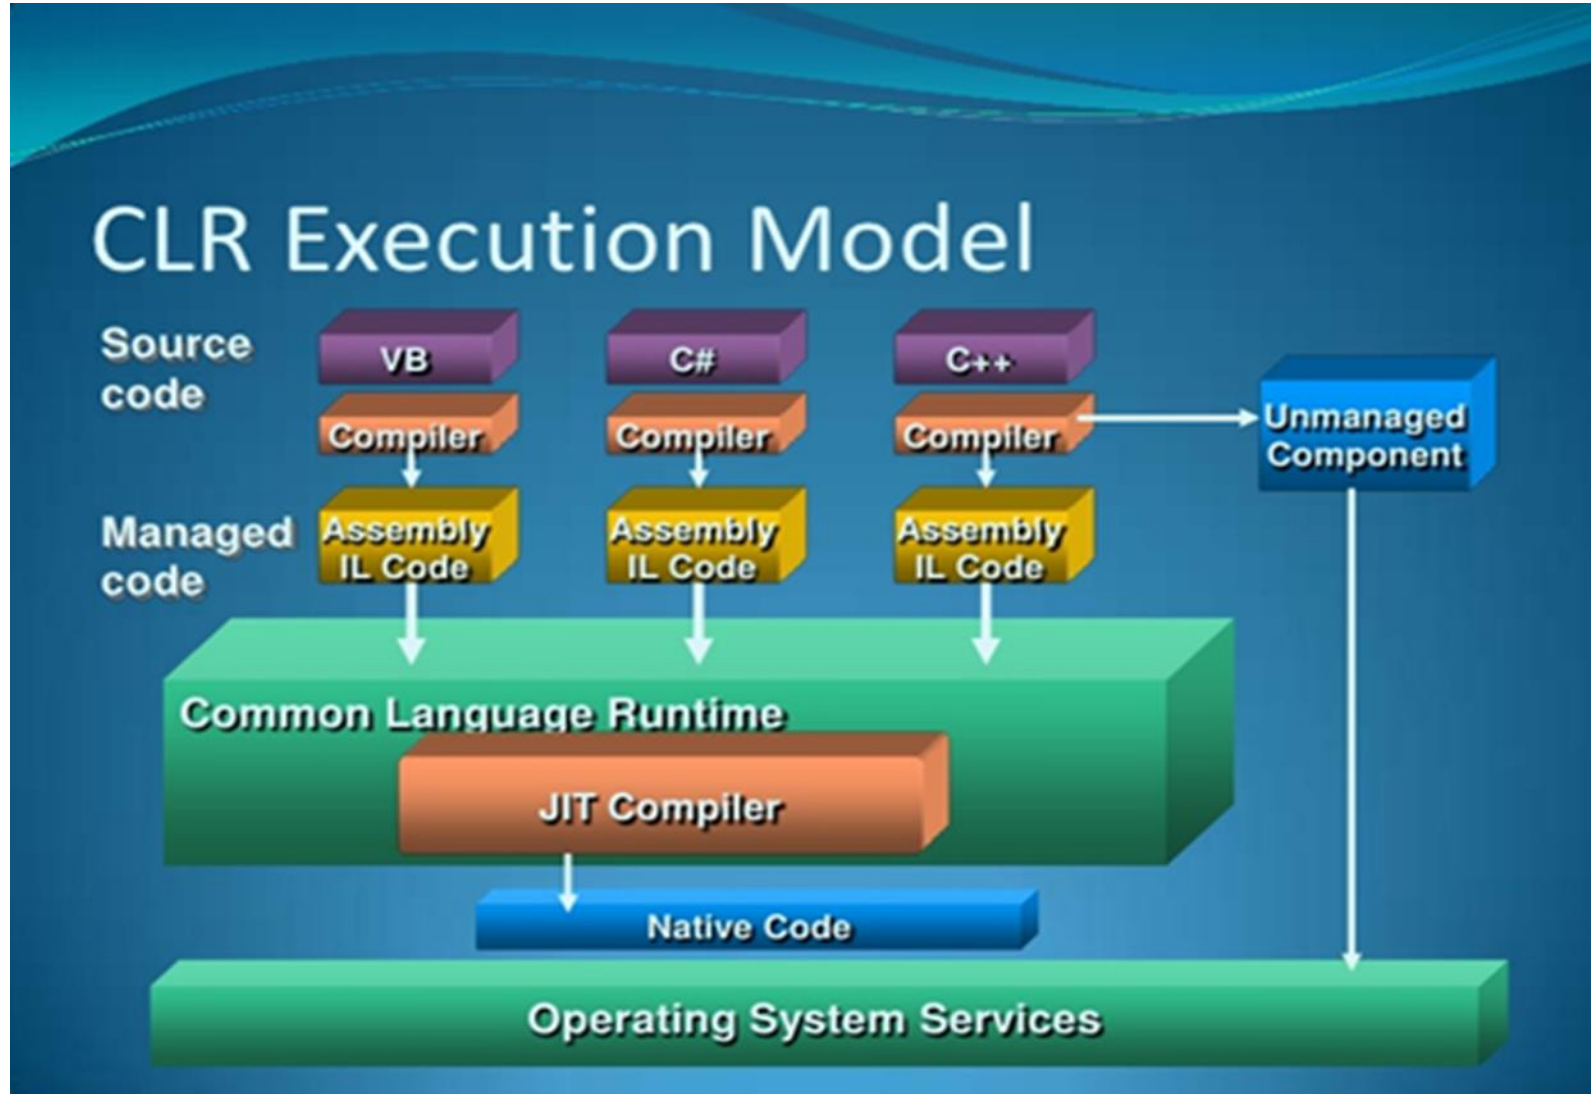 CLR Execution Model
Source
code
VB
C#
C++
Compiler
Compiler
Compiler
Unmanaged
Component
Managed
code
Assembly
IL Code
Assembly
IL Code
Assembly
IL Code
Common Language Runtime
JIT Compiler
Native Code
Operating System Services